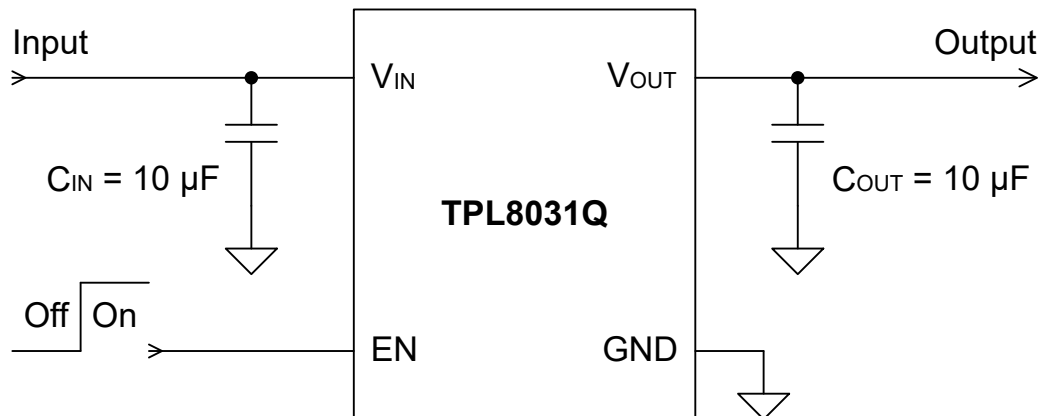 Input
Output
VIN
VOUT
CIN = 10 µF
COUT = 10 µF
TPL8031Q
Off
On
EN
GND